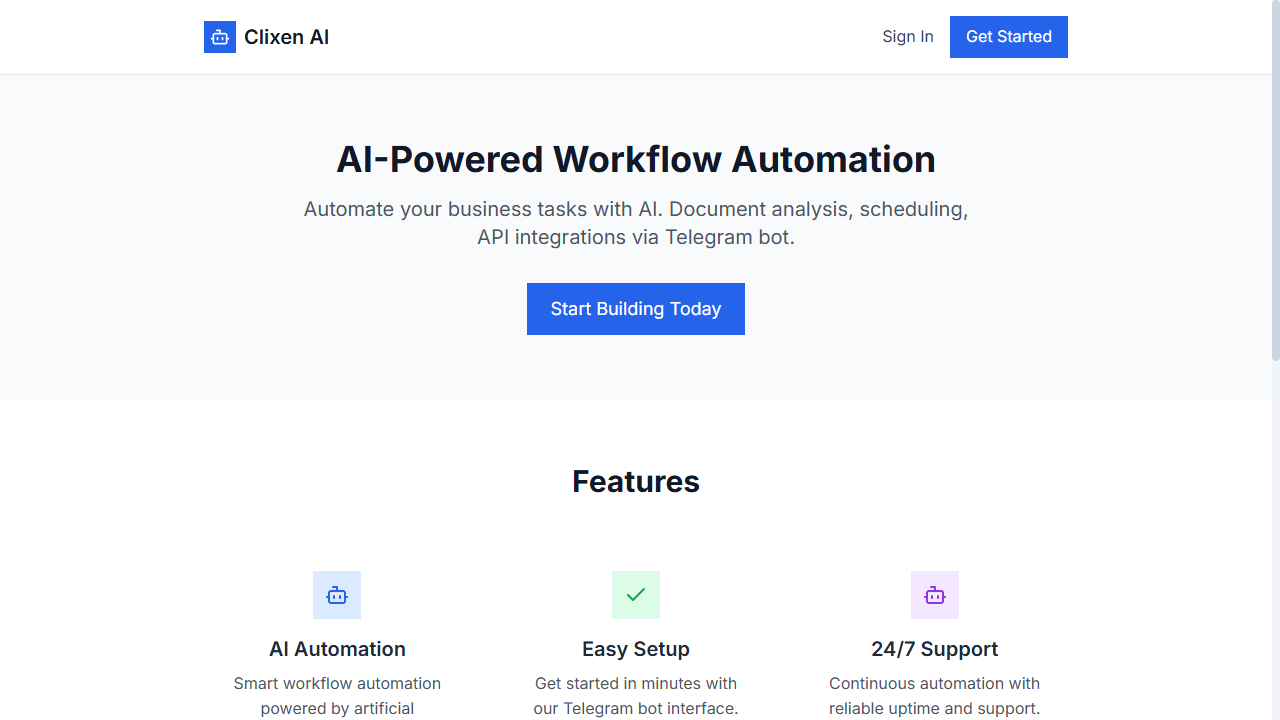 Clixen AI
Sign In
Get Started
AI-Powered Workflow Automation
Automate your business tasks with AI. Document analysis, scheduling,
API integrations via Telegram bot.
Start Building Today
Features
AI Automation
Smart workflow automation
powered by artificial
Easy Setup
Get started in minutes with
our Telegram bot interface.
24/7 Support
Continuous automation with
reliable uptime and support.